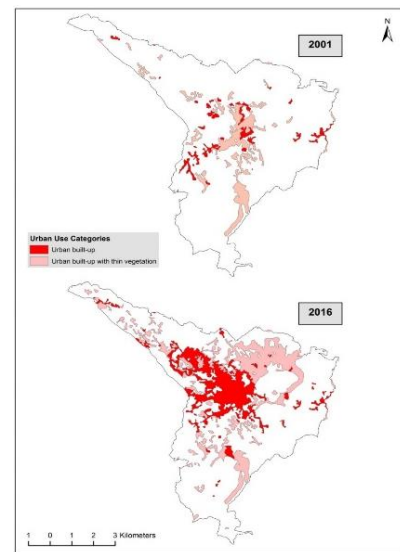 N
2001
Urban Use Categories
Urban built-up
Urban built-up with thin vegetation
2016
1 0 1 2 3 Kilometers